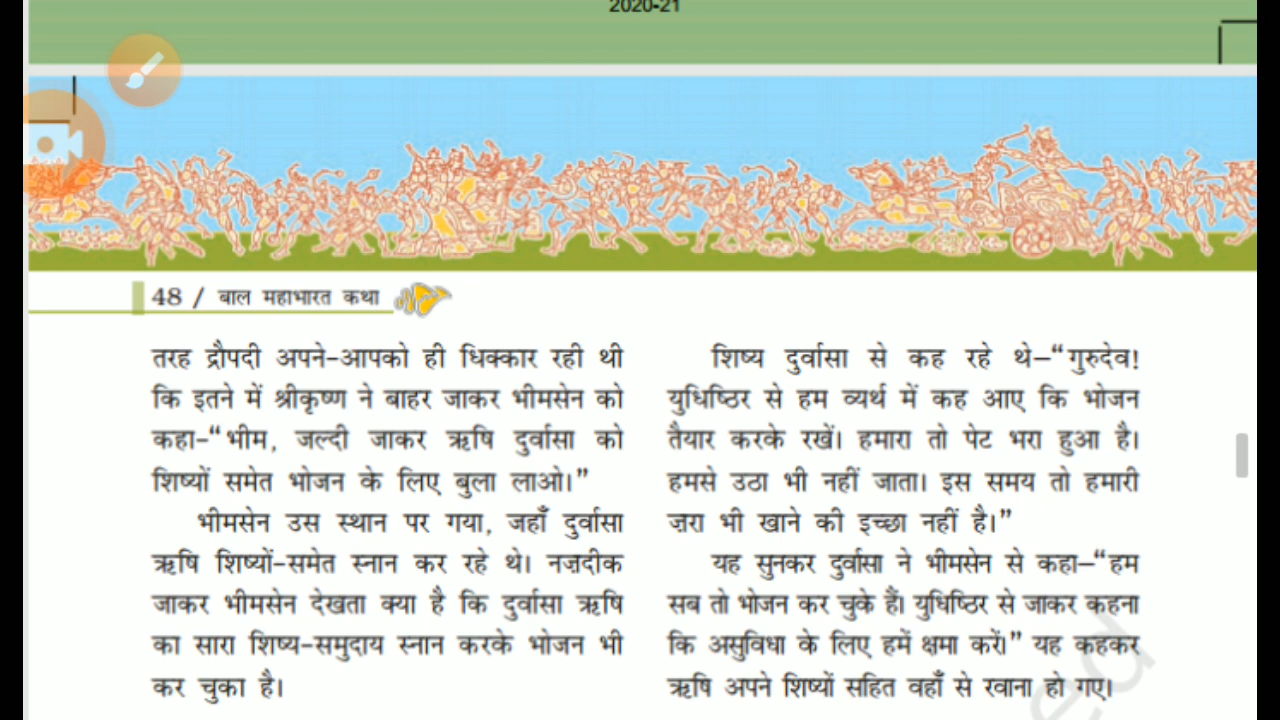 2020-21
48 / बाल महाभारत कथा
तरह द्रौपदी अपने-आपको ही धिक्कार रही थी
कि इतने में श्रीकृष्ण ने बाहर जाकर भीमसेन को
कहा-“भीम, जल्दी जाकर ऋषि दुर्वासा को
शिष्यों समेत भोजन के लिए बुला लाओ।”
भीमसेन उस स्थान पर गया, जहाँ दुर्वासा
ऋषि शिष्यों-समेत स्नान कर रहे थे। नज़दीक
जाकर भीमसेन देखता क्या है कि दुर्वासा ऋषि
का सारा शिष्य-समुदाय स्नान करके भोजन भी
कर चुका है।
शिष्य दुर्वासा से कह रहे थे–“गुरुदेव!
युधिष्ठिर से हम व्यर्थ में कह आए कि भोजन
तैयार करके रखें। हमारा तो पेट भरा हुआ है।
हमसे उठा भी नहीं जाता। इस समय तो हमारी
ज़रा भी खाने की इच्छा नहीं है।”
यह सुनकर दुर्वासा ने भीमसेन से कहा–“हम
सब तो भोजन कर चुके हैं। युधिष्ठिर से जाकर कहना
कि असुविधा के लिए हमें क्षमा करें।” यह कहकर
ऋषि अपने शिष्यों सहित वहाँ से रवाना हो गए।